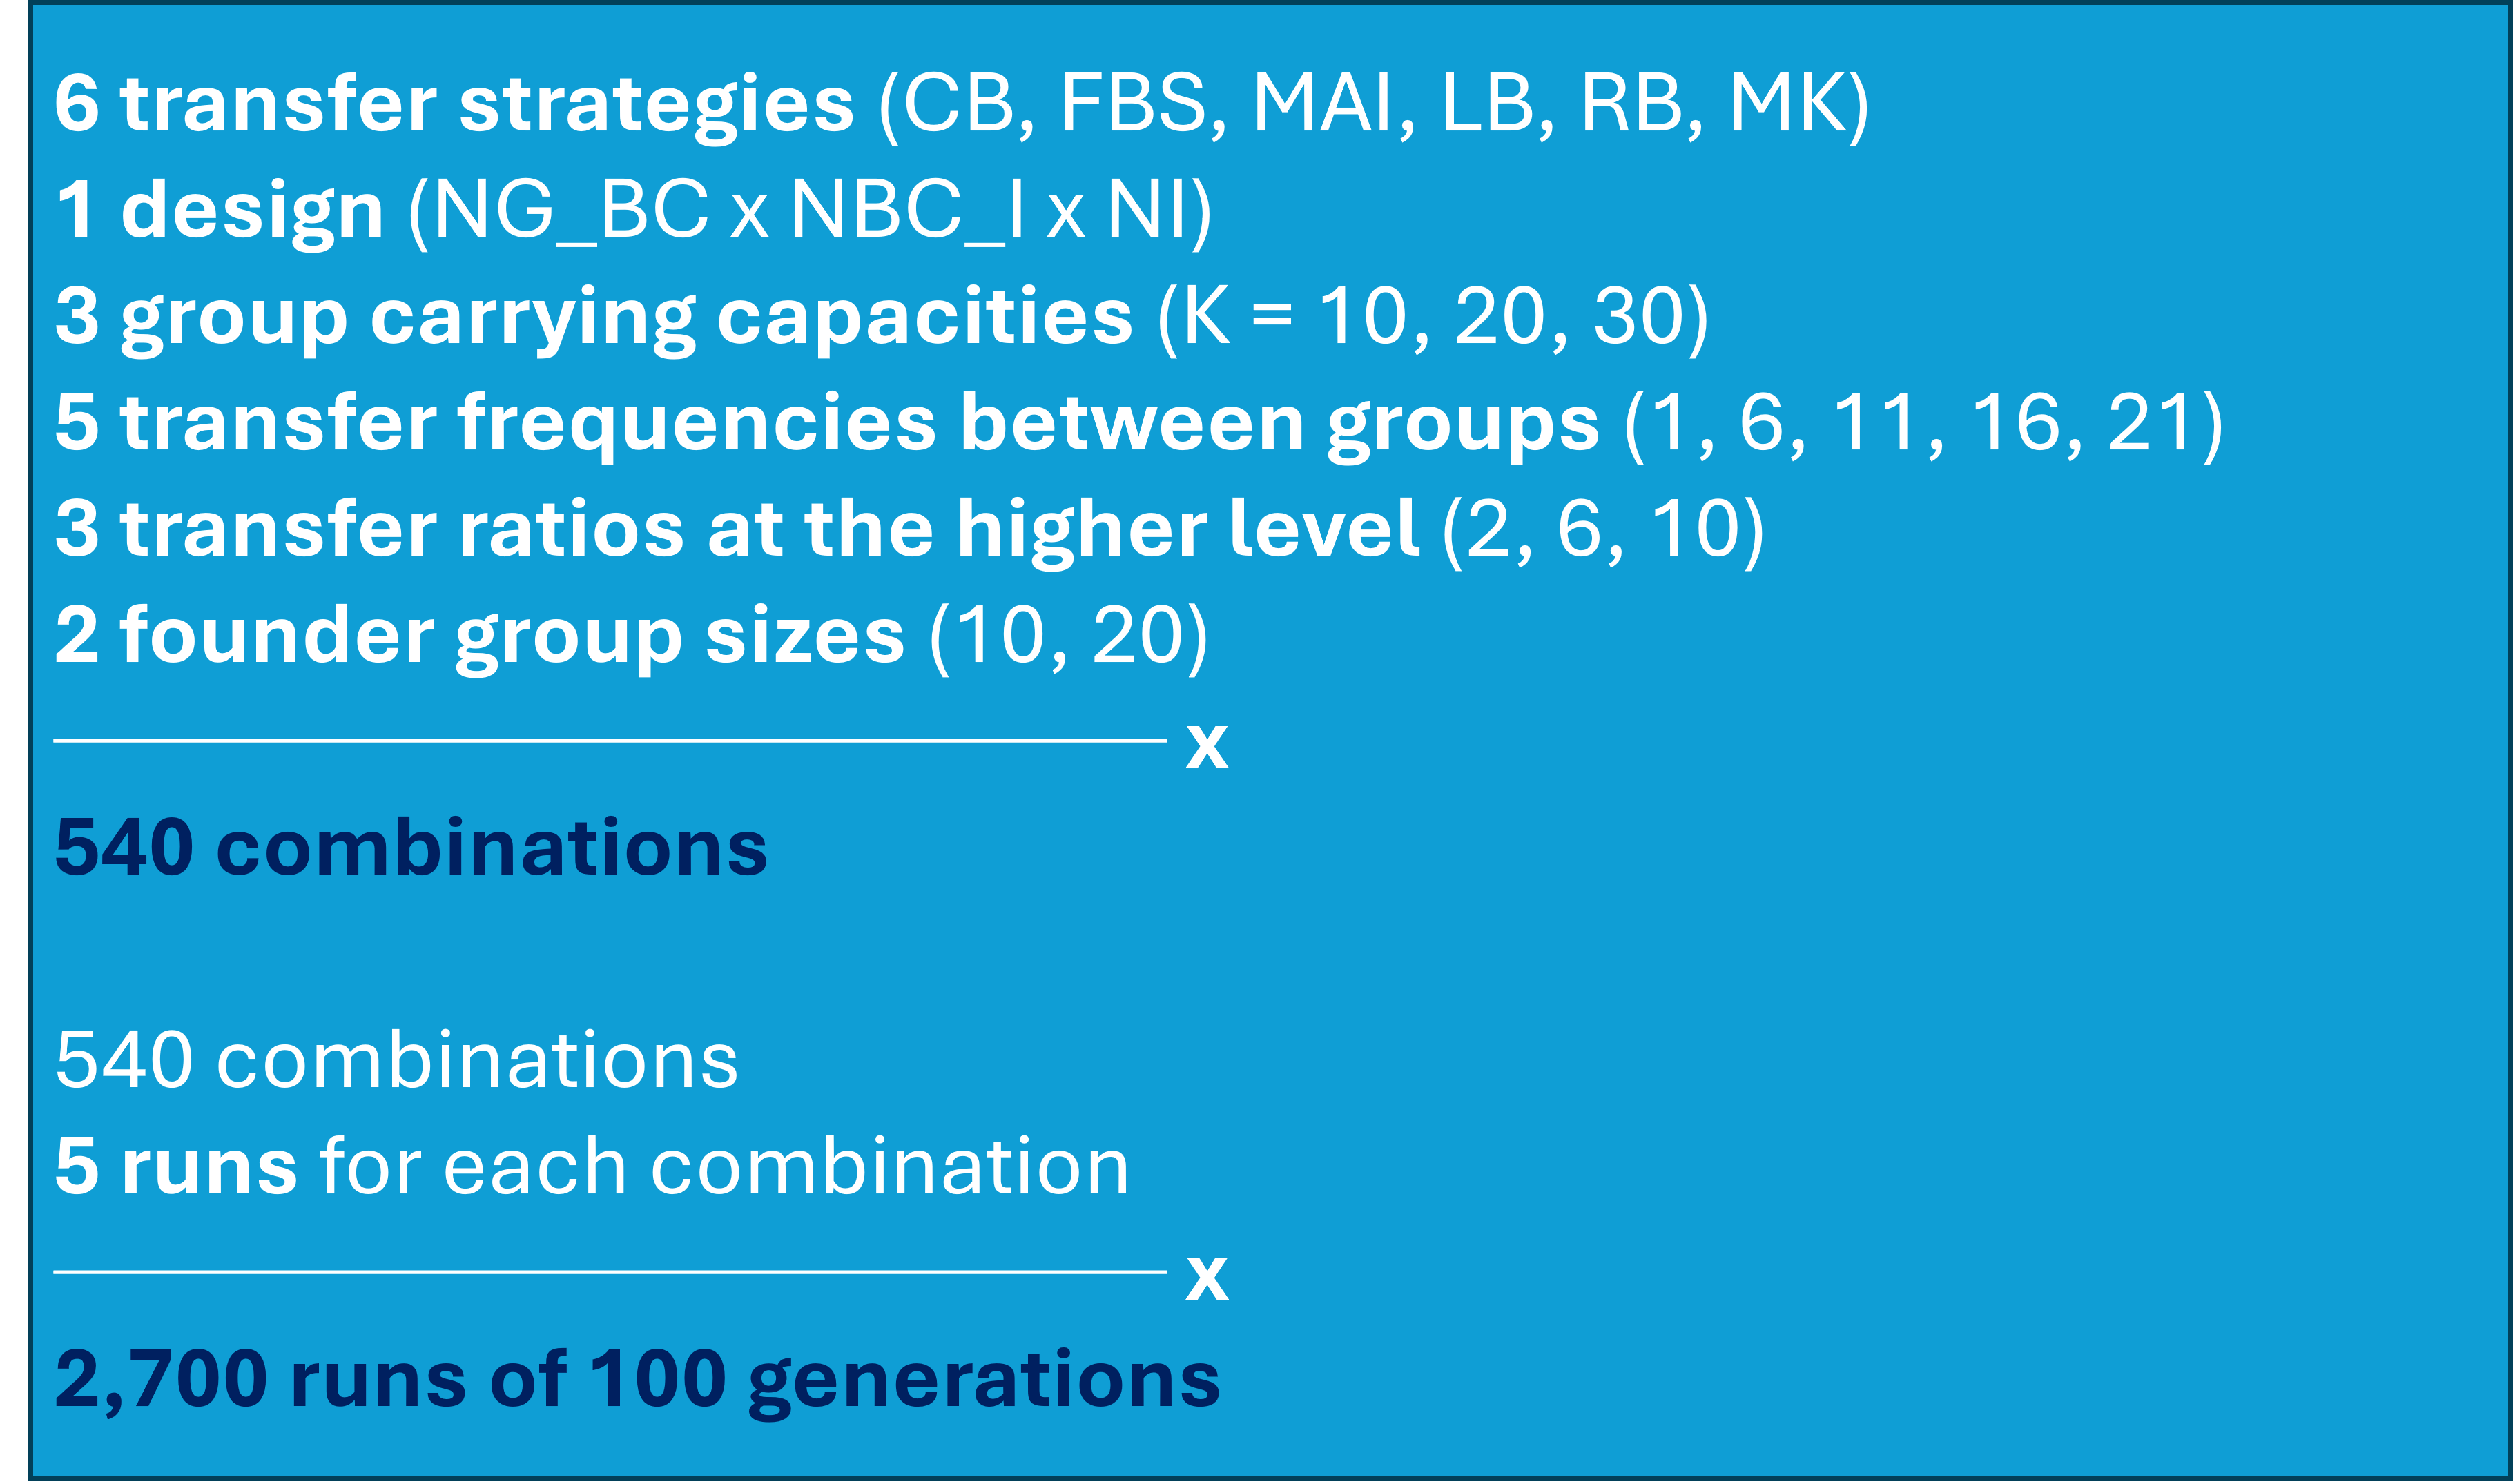 6 transfer strategies (CB, FBS, MAI, LB, RB, MK)
1 design (NG_BC x NBC_I x NI)
3 group carrying capacities (K = 10, 20, 30)
5 transfer frequencies between groups (1, 6, 11, 16, 21)
3 transfer ratios at the higher level (2, 6, 10)
2 founder group sizes (10, 20)
x
540 combinations
540 combinations
5 runs for each combination
x
2,700 runs of 100 generations